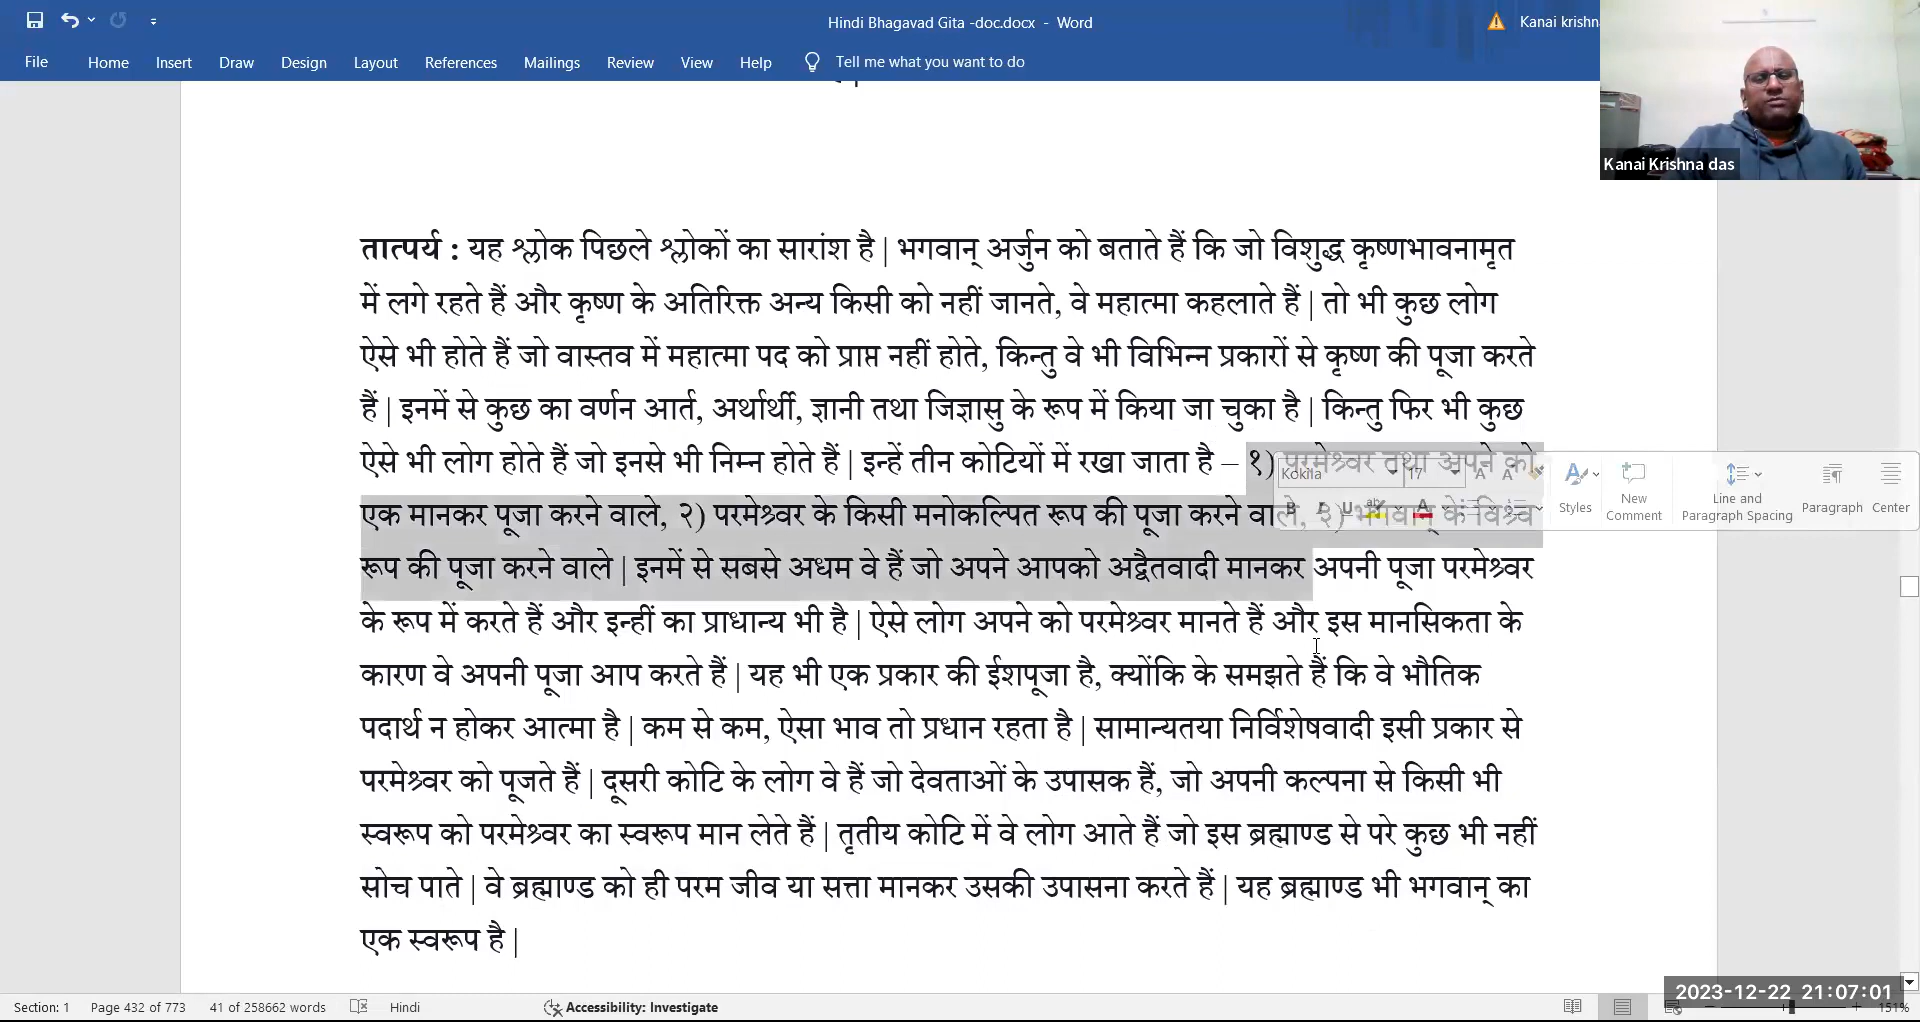 Hindi Bhagavad Gita -doc.docx - Word
Kanai krishn
File Home Insert Draw Design Layout References Mailings Review View Help Tell me what you want to do
Kanai Krishna das
तात्पर्य : यह श्लोक पिछले श्लोकों का सारांश है | भगवान् अर्जुन को बताते हैं कि जो विशुद्ध कृष्णभावनामृत
में लगे रहते हैं और कृष्ण के अतिरिक्त अन्य किसी को नहीं जानते, वे महात्मा कहलाते हैं | तो भी कुछ लोग
ऐसे भी होते हैं जो वास्तव में महात्मा पद को प्राप्त नहीं होते, किन्तु वे भी विभिन्न प्रकारों से कृष्ण की पूजा करते
हैं | इनमें से कुछ का वर्णन आर्त, अर्थार्थी, ज्ञानी तथा जिज्ञासु के रूप में किया जा चुका है | किन्तु फिर भी कुछ
ऐसे भी लोग होते हैं जो इनसे भी निम्न होते हैं | इन्हें तीन कोटियों में रखा जाता है – १) परमेश्र्वर तथा अपने को
एक मानकर पूजा करने वाले, २) परमेश्र्वर के किसी मनोकल्पित रूप की पूजा करने वाले, ३) भगवान् के विश्र्व
रूप की पूजा करने वाले | इनमें से सबसे अधम वे हैं जो अपने आपको अद्वैतवादी मानकर अपनी पूजा परमेश्र्वर
के रूप में करते हैं और इन्हीं का प्राधान्य भी है | ऐसे लोग अपने को परमेश्र्वर मानते हैं और इस मानसिकता के
कारण वे अपनी पूजा आप करते हैं | यह भी एक प्रकार की ईशपूजा है, क्योंकि के समझते हैं कि वे भौतिक
पदार्थ न होकर आत्मा है | कम से कम, ऐसा भाव तो प्रधान रहता है | सामान्यतया निर्विशेषवादी इसी प्रकार से
परमेश्र्वर को पूजते हैं | दूसरी कोटि के लोग वे हैं जो देवताओं के उपासक हैं, जो अपनी कल्पना से किसी भी
स्वरूप को परमेश्र्वर का स्वरूप मान लेते हैं | तृतीय कोटि में वे लोग आते हैं जो इस ब्रह्माण्ड से परे कुछ भी नहीं
सोच पाते | वे ब्रह्माण्ड को ही परम जीव या सत्ता मानकर उसकी उपासना करते हैं | यह ब्रह्माण्ड भी भगवान् का
एक स्वरूप है |
Kokila 17
B I U Styles New Comment Line and Paragraph Spacing Paragraph Center
2023-12-22 21:07:01
Section: 1 Page 432 of 773 41 of 258662 words Hindi Accessibility: Investigate 151%